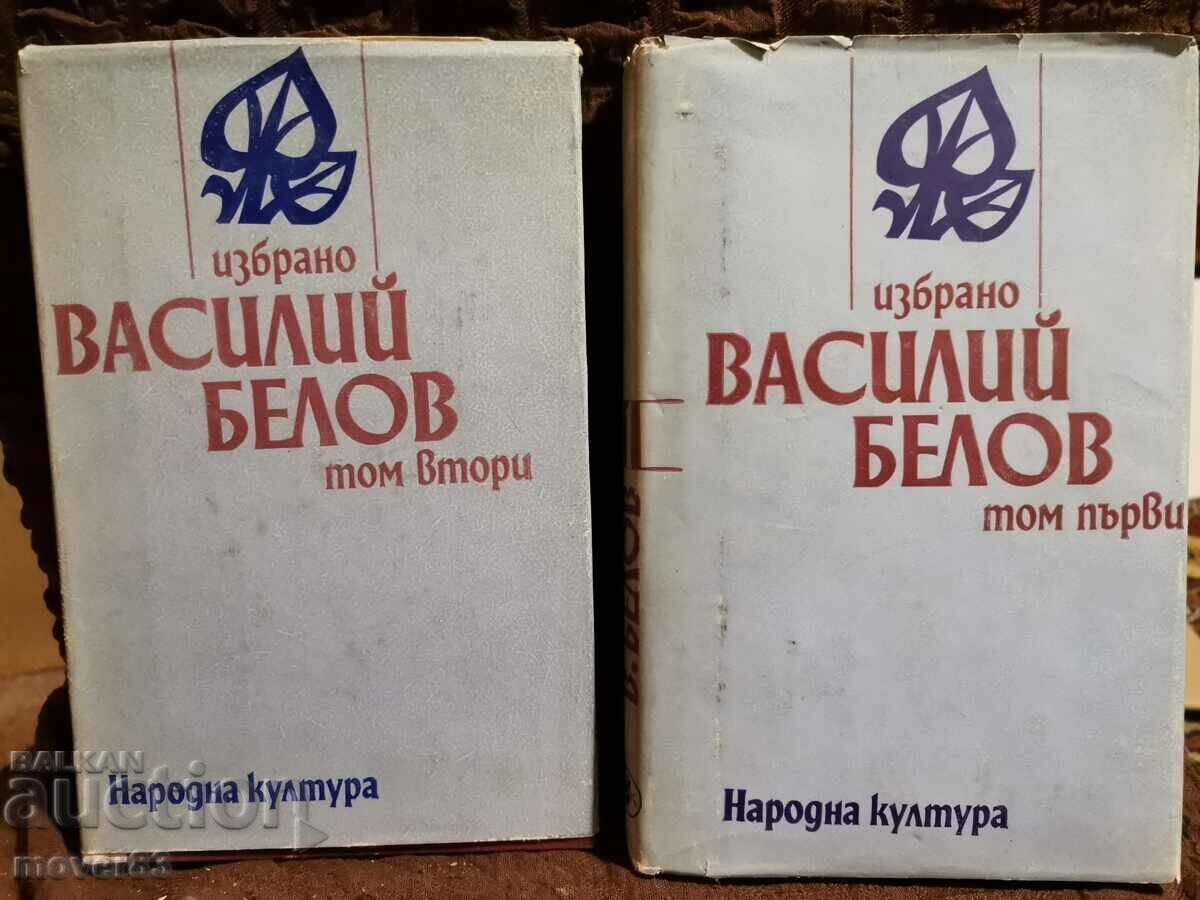 избрано
ВАСИЛИЙ
БЕЛОВ
том втори
Народна култура
избрано
ВАСИЛИЙ
БЕЛОВ
том първи
Народна култура
В. БЕЛОВ
BALKAN
auction
mover83